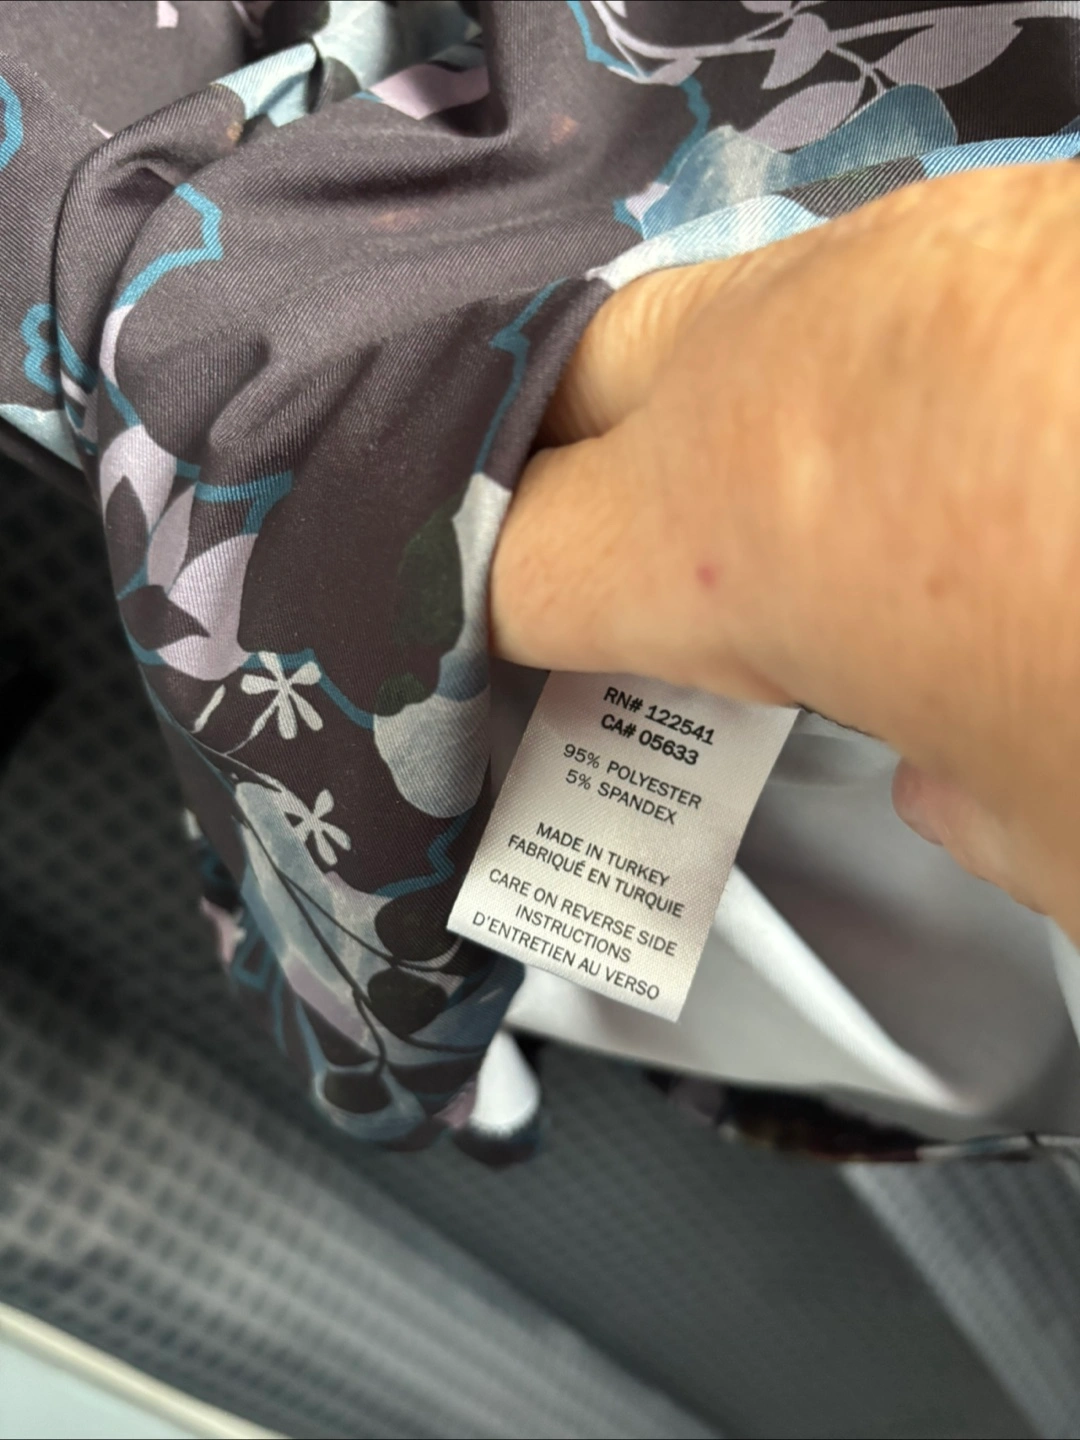 RN# 122541
CA# 05633
95% POLYESTER
5% SPANDEX
MADE IN TURKEY
FABRIQUÉ EN TURQUIE
CARE ON REVERSE SIDE
INSTRUCTIONS
D'ENTRETIEN AU VERSO